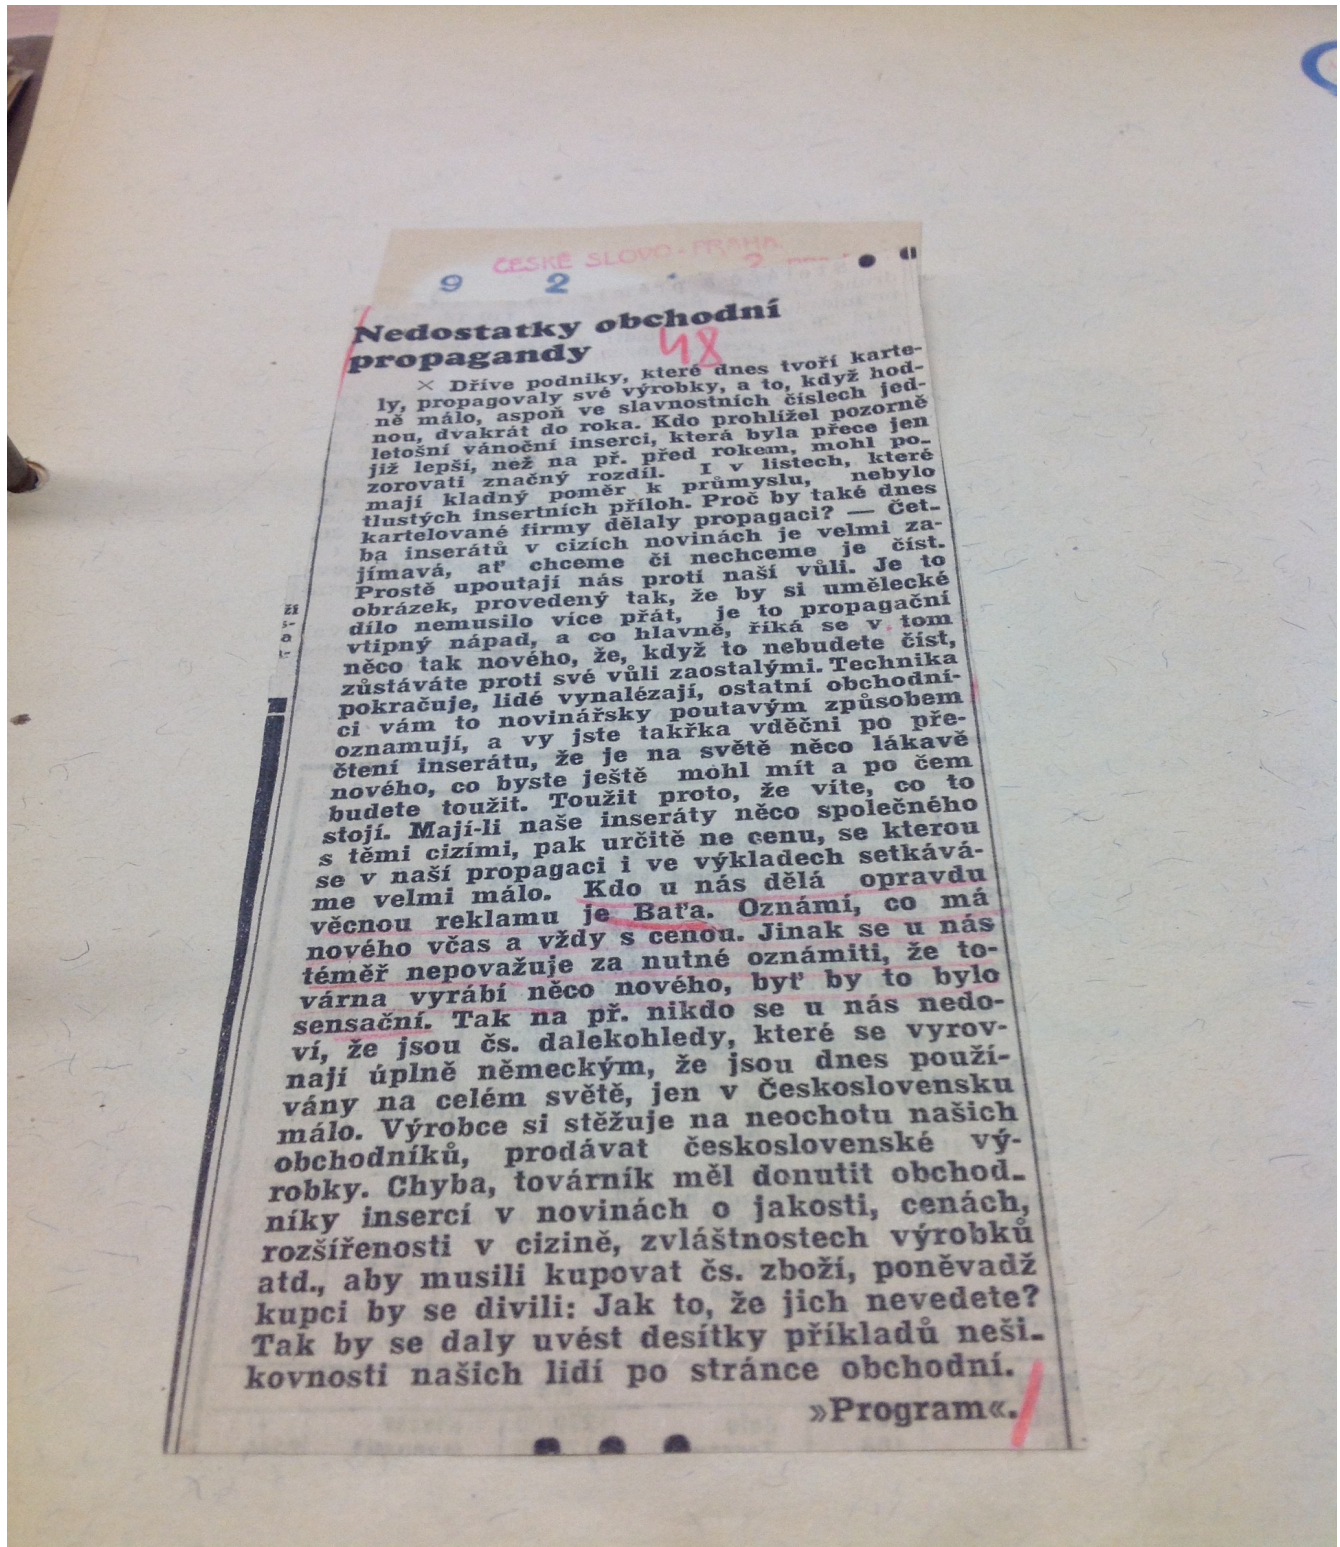 ČESKÉ SLOVO - PRAHA
9 2
Nedostatky obchodní
propagandy
48
× Dříve podniky, které dnes tvoří karte-
ly, propagovaly své výrobky, a to, když hod-
ně málo, aspoň ve slavnostních číslech jed-
nou, dvakrát do roka. Kdo prohlížel pozorně
letošní vánoční inserci, která byla přece jen
již lepší, než na př. před rokem, mohl po-
zorovati značný rozdíl. I v listech, které
mají kladný poměr k průmyslu, nebylo
tlustých insertních příloh. Proč by také dnes
kartelované firmy dělaly propagaci? — Čet-
ba inserátů v cizích novinách je velmi za-
jímavá, ať chceme či nechceme je číst.
Prostě upoutají nás proti naší vůli. Je to
obrázek, provedený tak, že by si umělecké
dílo nemusilo více přát, je to propagační
vtipný nápad, a co hlavně, říká se v tom
něco tak nového, že, když to nebudete číst,
zůstáváte proti své vůli zaostalými. Technika
pokračuje, lidé vynalézají, ostatní obchodní-
ci vám to novinářsky poutavým způsobem
oznamují, a vy jste takřka vděčni po pře-
čtení inserátu, že je na světě něco lákavě
nového, co byste ještě mohl mít a po čem
budete toužit. Toužit proto, že víte, co to
stojí. Mají-li naše inseráty něco společného
s těmi cizími, pak určitě ne cenu, se kterou
se v naší propagaci i ve výkladech setkává-
me velmi málo. Kdo u nás dělá opravdu
věcnou reklamu je Baťa. Oznámí, co má
nového včas a vždy s cenou. Jinak se u nás
téměř nepovažuje za nutné oznámiti, že to-
várna vyrábí něco nového, byť by to bylo
sensační. Tak na př. nikdo se u nás nedo-
ví, že jsou čs. dalekohledy, které se vyrov-
nají úplně německým, že jsou dnes použí-
vány na celém světě, jen v Československu
málo. Výrobce si stěžuje na neochotu našich
obchodníků, prodávat československé vý-
robky. Chyba, továrník měl donutit obchod-
níky insercí v novinách o jakosti, cenách,
rozšířenosti v cizině, zvláštnostech výrobků
atd., aby musili kupovat čs. zboží, poněvadž
kupci by se divili: Jak to, že jich nevedete?
Tak by se daly uvést desítky příkladů neši-
kovnosti našich lidí po stránce obchodní.
»Program«.